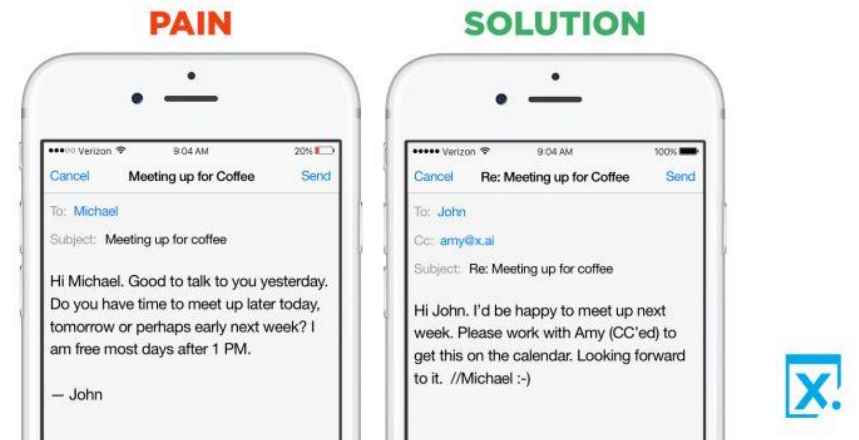 PAIN
Verizon 9:04 AM 20%
Cancel Meeting up for Coffee Send
To: Michael
Subject: Meeting up for coffee
Hi Michael. Good to talk to you yesterday.
Do you have time to meet up later today,
tomorrow or perhaps early next week? I
am free most days after 1 PM.
— John
SOLUTION
Verizon 9:04 AM 100%
Cancel Re: Meeting up for Coffee Send
To: John
Cc: amy@x.ai
Subject: Re: Meeting up for coffee
Hi John. I'd be happy to meet up next
week. Please work with Amy (CC'ed) to
get this on the calendar. Looking forward
to it. //Michael :-)
X.